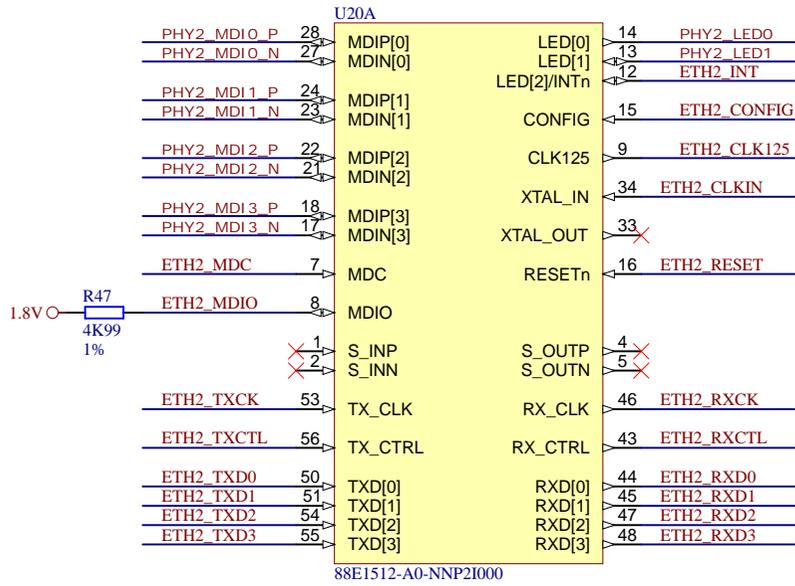 U20A
PHY2_MDI0_P 28 MDIP[0] LED[0] 14 PHY2_LED0
PHY2_MDI0_N 27 MDIN[0] LED[1] 13 PHY2_LED1
LED[2]/INTn 12 ETH2_INT
PHY2_MDI1_P 24 MDIP[1]
PHY2_MDI1_N 23 MDIN[1] CONFIG 15 ETH2_CONFIG
PHY2_MDI2_P 22 MDIP[2] CLK125 9 ETH2_CLK125
PHY2_MDI2_N 21 MDIN[2]
XTAL_IN 34 ETH2_CLKIN
PHY2_MDI3_P 18 MDIP[3]
PHY2_MDI3_N 17 MDIN[3] XTAL_OUT 33
ETH2_MDC 7 MDC RESETn 16 ETH2_RESET
R47
1.8V ETH2_MDIO 8 MDIO
4K99
1%
1 S_INP S_OUTP 4
2 S_INN S_OUTN 5
ETH2_TXCK 53 TX_CLK RX_CLK 46 ETH2_RXCK
ETH2_TXCTL 56 TX_CTRL RX_CTRL 43 ETH2_RXCTL
ETH2_TXD0 50 TXD[0] RXD[0] 44 ETH2_RXD0
ETH2_TXD1 51 TXD[1] RXD[1] 45 ETH2_RXD1
ETH2_TXD2 54 TXD[2] RXD[2] 47 ETH2_RXD2
ETH2_TXD3 55 TXD[3] RXD[3] 48 ETH2_RXD3
88E1512-A0-NNP2I000